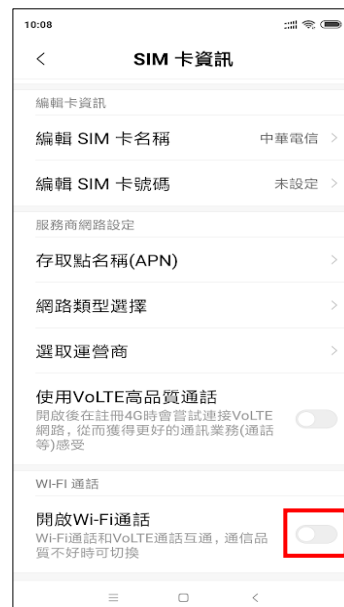 10:08
SIM 卡資訊
編輯卡資訊
編輯 SIM 卡名稱 中華電信
編輯 SIM 卡號碼 未設定
服務商網路設定
存取點名稱(APN)
網路類型選擇
選取運營商
使用VoLTE高品質通話
開啟後在註冊4G時會嘗試連接VoLTE
網路，從而獲得更好的通訊業務(通話
等)感受
WI-FI 通話
開啟Wi-Fi通話
Wi-Fi通話和VoLTE通話互通，通信品
質不好時可切換